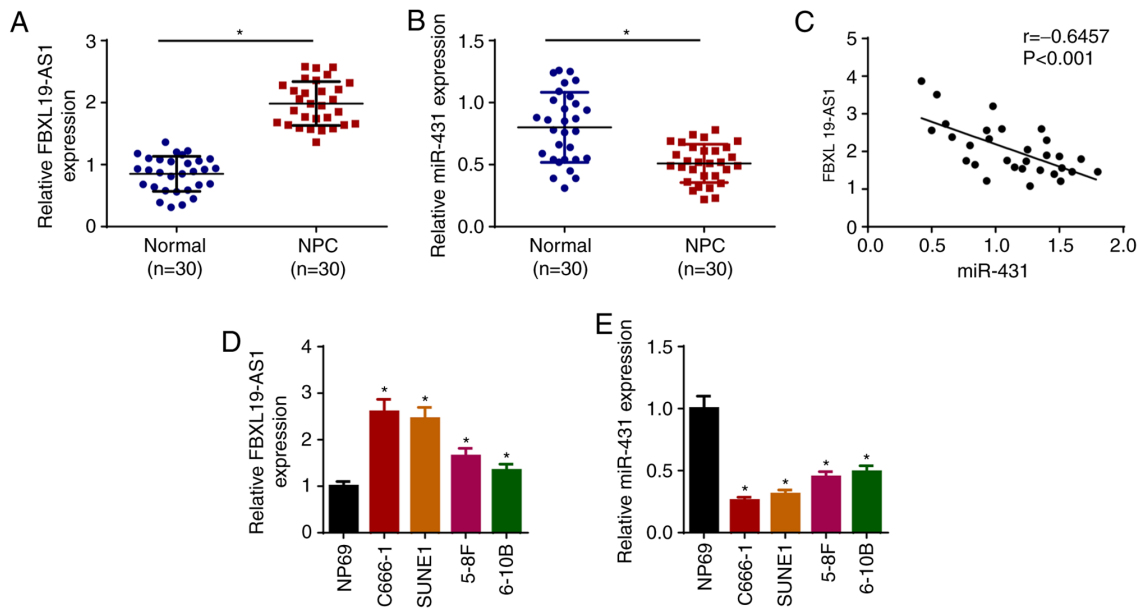 A
Relative FBXL19-AS1
expression
3
2
1
0
*
Normal
(n=30)
NPC
(n=30)
B
Relative miR-431 expression
1.5
1.0
0.5
0.0
*
Normal
(n=30)
NPC
(n=30)
C
r=−0.6457
P<0.001
FBXL 19-AS1
5
4
3
2
1
0
0.0
0.5
1.0
1.5
2.0
miR-431
D
Relative FBXL19-AS1
expression
4
3
2
1
0
*
*
*
*
NP69
C666-1
SUNE1
5-8F
6-10B
E
Relative miR-431 expression
1.5
1.0
0.5
0.0
*
*
*
*
NP69
C666-1
SUNE1
5-8F
6-10B